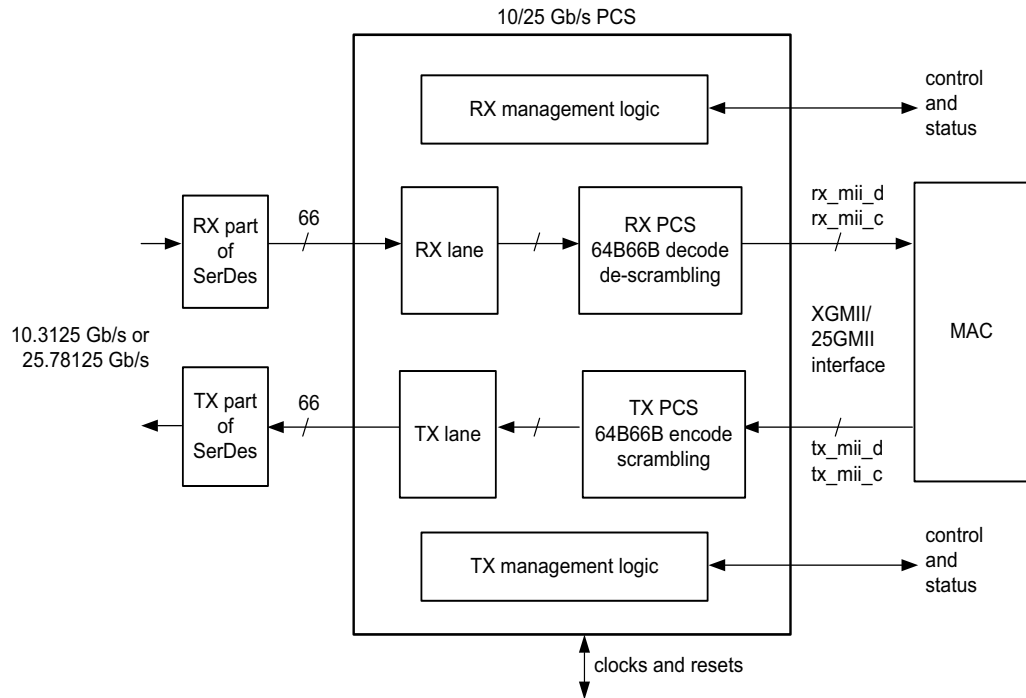 10/25 Gb/s PCS
RX management logic
control
and
status
RX part
of
SerDes
66
RX lane
RX PCS
64B66B decode
de-scrambling
rx_mii_d
rx_mii_c
10.3125 Gb/s or
25.78125 Gb/s
XGMII/
25GMII
interface
MAC
TX part
of
SerDes
66
TX lane
TX PCS
64B66B encode
scrambling
tx_mii_d
tx_mii_c
TX management logic
control
and
status
clocks and resets